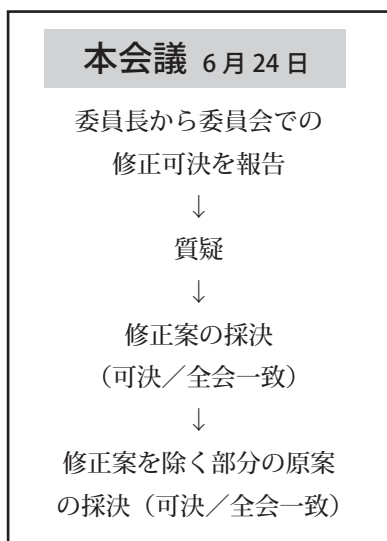 本会議 6月24日
委員長から委員会での
修正可決を報告
↓
質疑
↓
修正案の採決
（可決／全会一致）
↓
修正案を除く部分の原案
の採決（可決／全会一致）